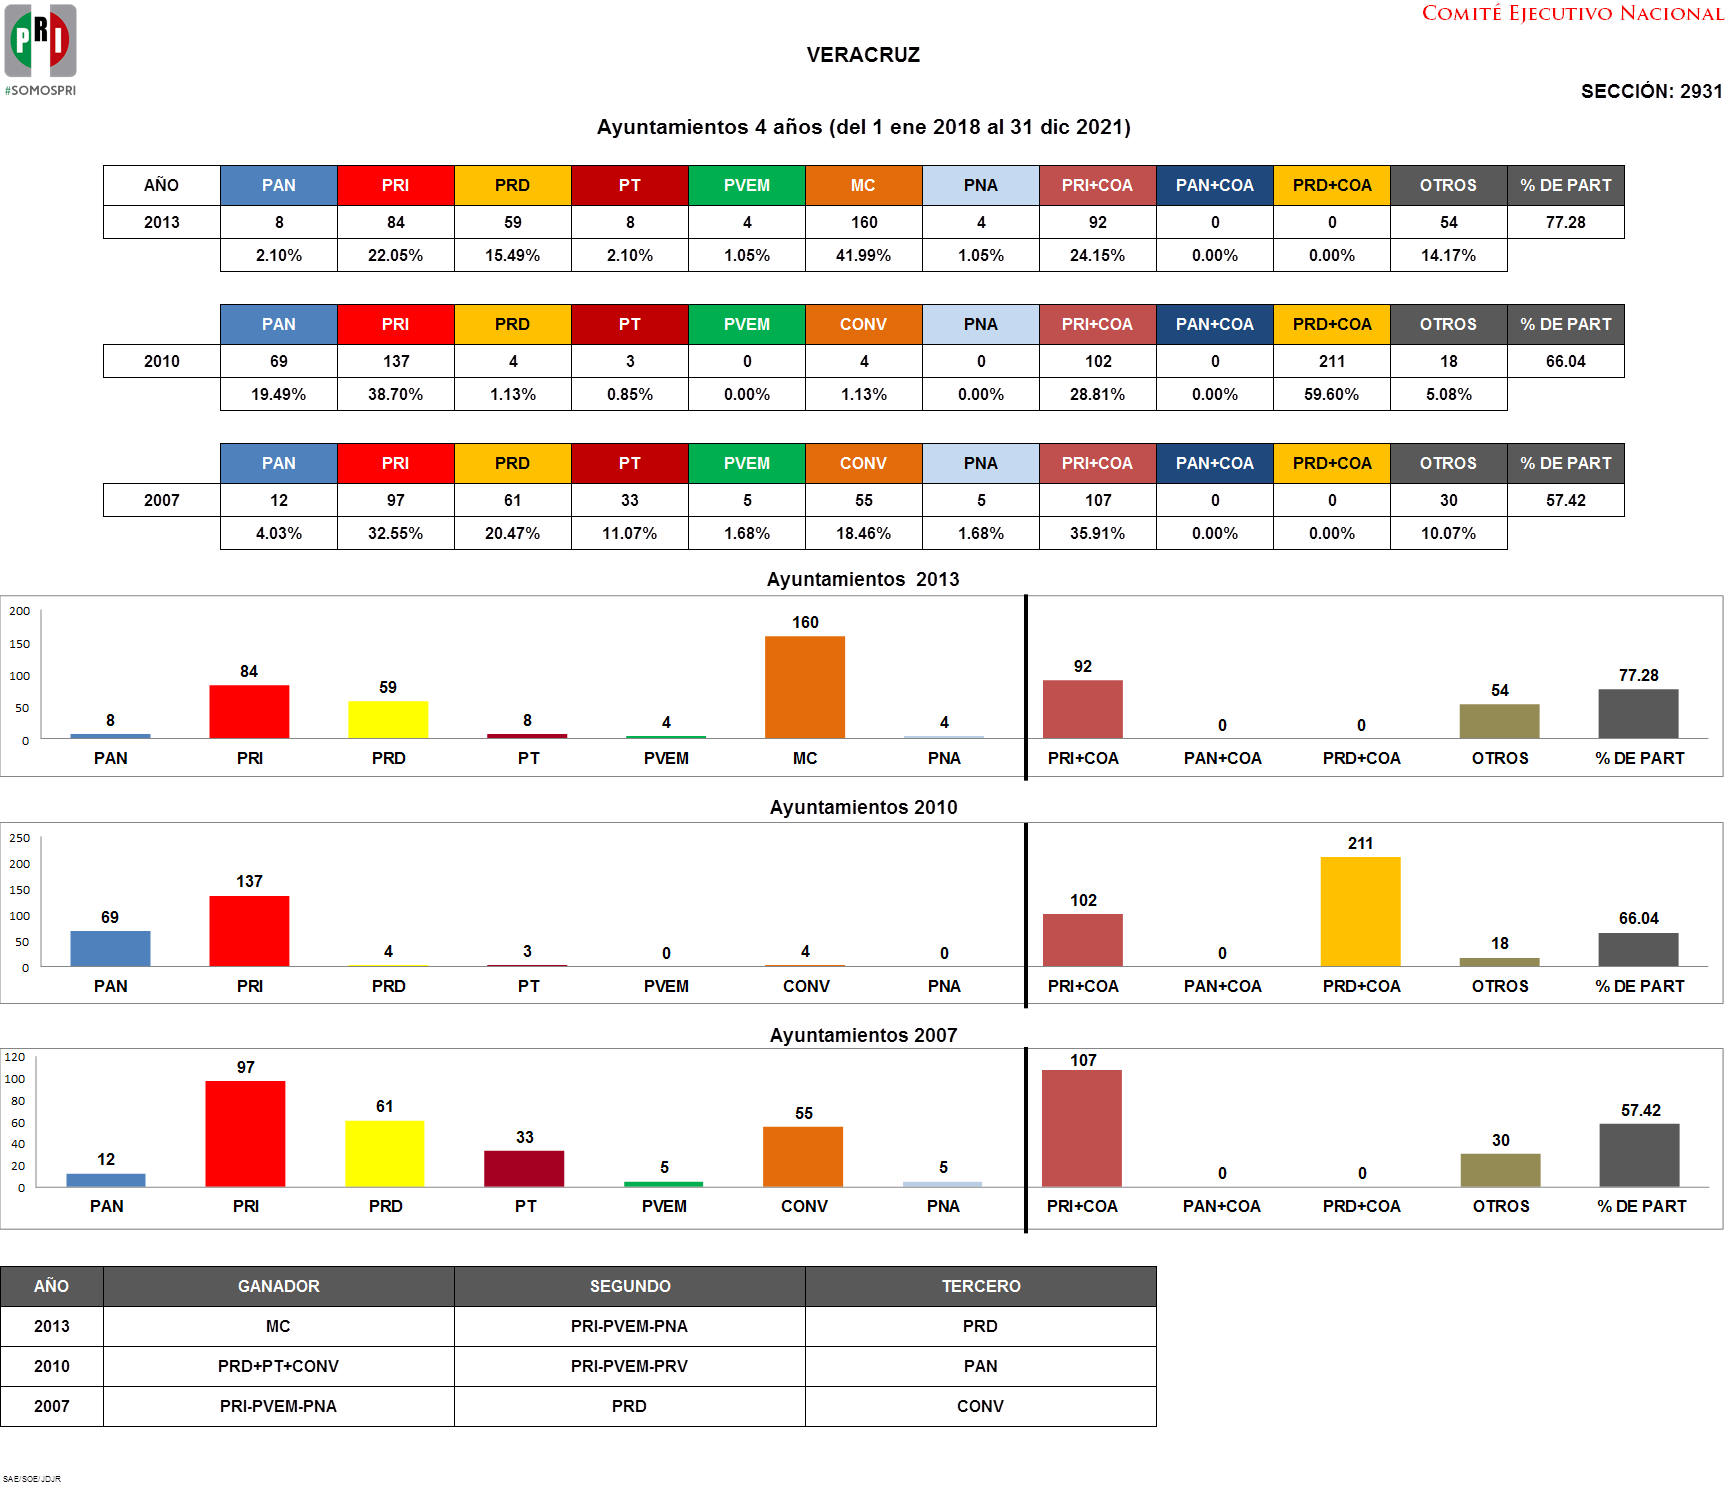 PRI
#SOMOSPRI
COMITÉ EJECUTIVO NACIONAL
VERACRUZ
SECCIÓN: 2931
Ayuntamientos 4 años (del 1 ene 2018 al 31 dic 2021)
AÑO PAN PRI PRD PT PVEM MC PNA PRI+COA PAN+COA PRD+COA OTROS % DE PART
2013 8 84 59 8 4 160 4 92 0 0 54 77.28
2.10% 22.05% 15.49% 2.10% 1.05% 41.99% 1.05% 24.15% 0.00% 0.00% 14.17%
PAN PRI PRD PT PVEM CONV PNA PRI+COA PAN+COA PRD+COA OTROS % DE PART
2010 69 137 4 3 0 4 0 102 0 211 18 66.04
19.49% 38.70% 1.13% 0.85% 0.00% 1.13% 0.00% 28.81% 0.00% 59.60% 5.08%
PAN PRI PRD PT PVEM CONV PNA PRI+COA PAN+COA PRD+COA OTROS % DE PART
2007 12 97 61 33 5 55 5 107 0 0 30 57.42
4.03% 32.55% 20.47% 11.07% 1.68% 18.46% 1.68% 35.91% 0.00% 0.00% 10.07%
Ayuntamientos 2013
200
150
100
50
0
8 84 59 8 4 160 4 92 0 0 54 77.28
PAN PRI PRD PT PVEM MC PNA PRI+COA PAN+COA PRD+COA OTROS % DE PART
Ayuntamientos 2010
250
200
150
100
50
0
69 137 4 3 0 4 0 102 0 211 18 66.04
PAN PRI PRD PT PVEM CONV PNA PRI+COA PAN+COA PRD+COA OTROS % DE PART
Ayuntamientos 2007
120
100
80
60
40
20
0
12 97 61 33 5 55 5 107 0 0 30 57.42
PAN PRI PRD PT PVEM CONV PNA PRI+COA PAN+COA PRD+COA OTROS % DE PART
AÑO GANADOR SEGUNDO TERCERO
2013 MC PRI-PVEM-PNA PRD
2010 PRD+PT+CONV PRI-PVEM-PRV PAN
2007 PRI-PVEM-PNA PRD CONV
SAE/SOE/JDJR